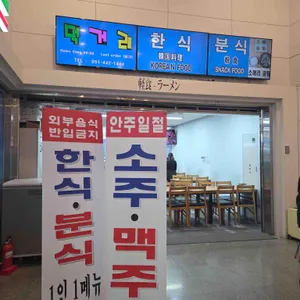 먹거리
한식
분식
韓国料理
軽食
KOREAN FOOD
SNACK FOOD
軽食・ラーメン
외부음식
반입금지
한식·분식
1인1메뉴
안주일절
소주·맥주